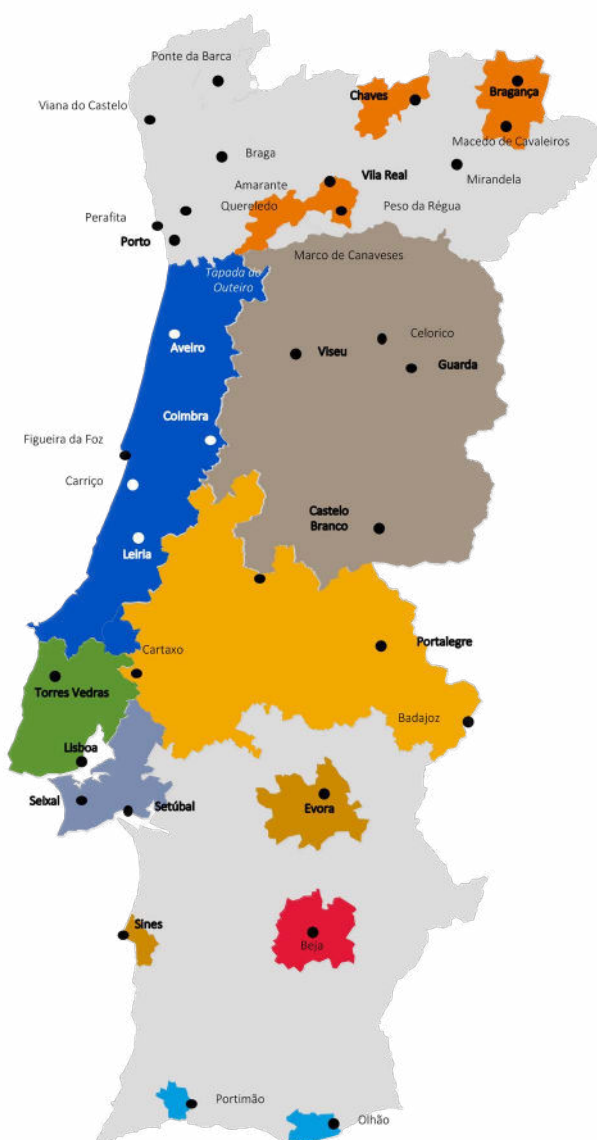 Ponte da Barca
Chaves
Bragança
Viana do Castelo
Macedo de Cavaleiros
Braga
Vila Real
Mirandela
Amarante
Quereledo
Peso da Régua
Perafita
Porto
Marco de Canaveses
Tapada do
Outeiro
Celorico
Aveiro
Viseu
Guarda
Coimbra
Figueira da Foz
Carriço
Castelo
Branco
Leiria
Portalegre
Cartaxo
Torres Vedras
Badajoz
Lisboa
Seixal
Setúbal
Evora
Sines
Beja
Portimão
Olhão